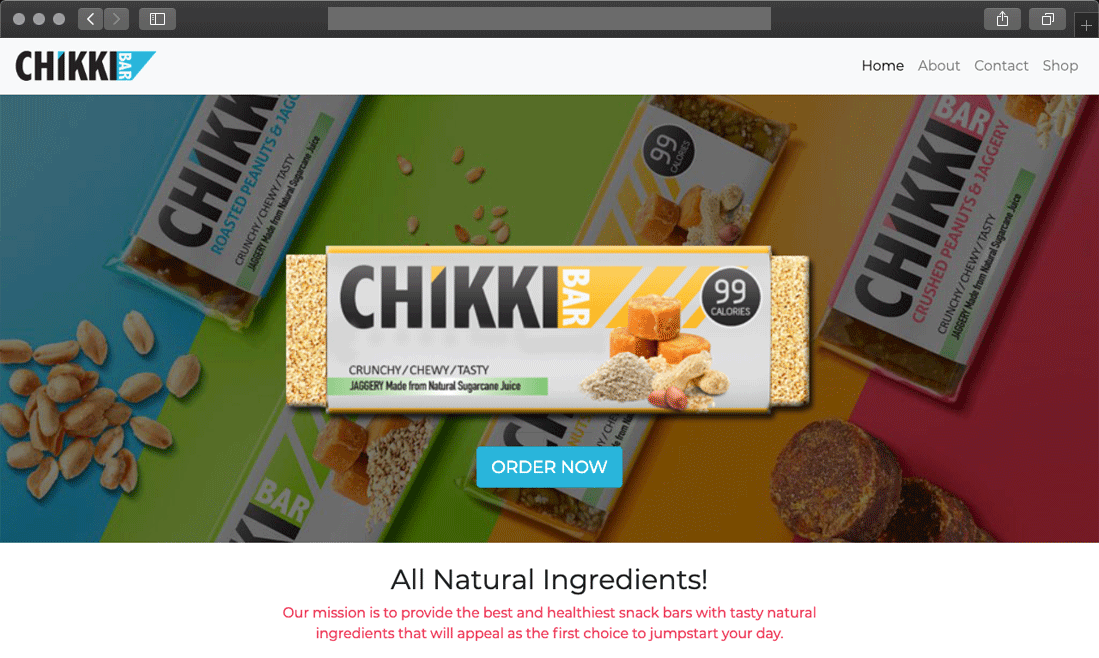 CHIKKI BAR
Home About Contact Shop
CHIKKI
ROASTED PEANUTS & JAGG
CRUNCHY/CHEWY/TASTY
JAGGERY Made from Natural Sugarcane Juice
99
CALORIES
BAR
CHIKKI
CRUSHED PEANUTS & JAGGERY
CRUNCHY/CHEWY/TASTY
JAGGERY Made from Natural Sugarcane Juice
CHIKKI BAR
99
CALORIES
CRUNCHY/CHEWY/TASTY
JAGGERY Made from Natural Sugarcane Juice
BAR
ORDER NOW
All Natural Ingredients!
Our mission is to provide the best and healthiest snack bars with tasty natural
ingredients that will appeal as the first choice to jumpstart your day.